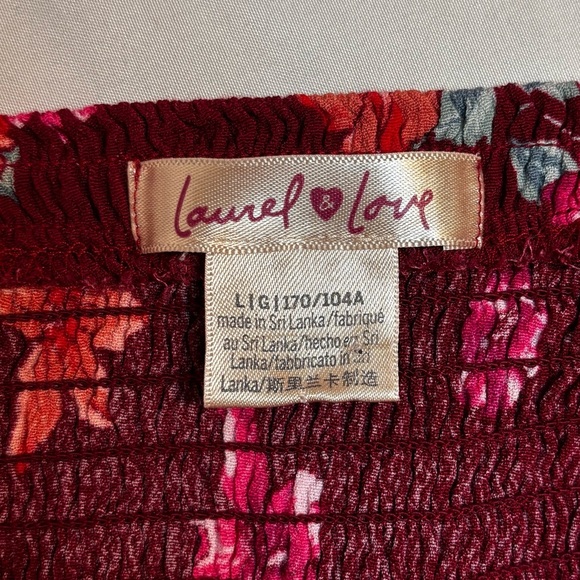 Laurel & Love
L|G|170/104A
made in Sri Lanka/fabriqué
au Sri Lanka/hecho en Sri
Lanka/fabbricato in Sri
Lanka/斯里兰卡制造